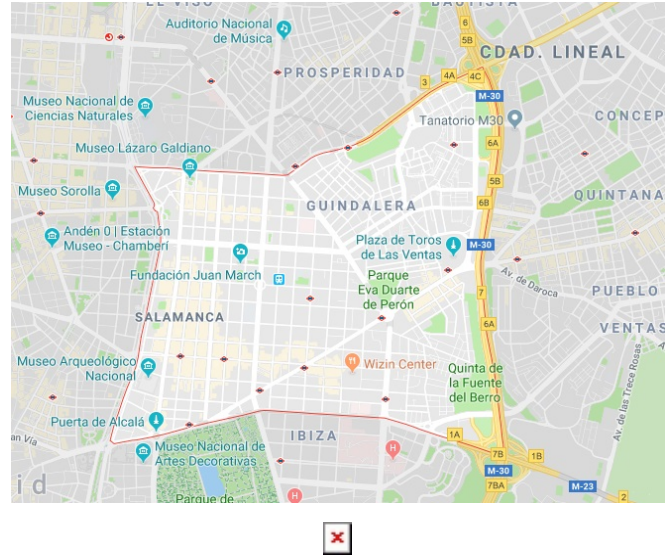 EL VISO
BAUTISTA
Auditorio Nacional
de Música
6
5B
CDAD. LINEAL
PROSPERIDAD
3
4A
4C
M-30
Museo Nacional de
Ciencias Naturales
Tanatorio M30
CONCEP
6A
Museo Lázaro Galdiano
5B
Museo Sorolla
QUINTANA
6B
GUINDALERA
Andén 0 | Estación
Museo - Chamberí
Plaza de Toros
de Las Ventas
M-30
Fundación Juan March
Parque
Eva Duarte
de Perón
Av. de Daroca
7
PUEBLO
SALAMANCA
6A
VENTAS
Museo Arqueológico
Nacional
Wizin Center
Quinta de
la Fuente
del Berro
Av. de las Trece Rosas
Puerta de Alcalá
an Vía
IBIZA
1A
Museo Nacional de
Artes Decorativas
H
7B
1B
M-30
id
7BA
M-23
H
2
Parque de